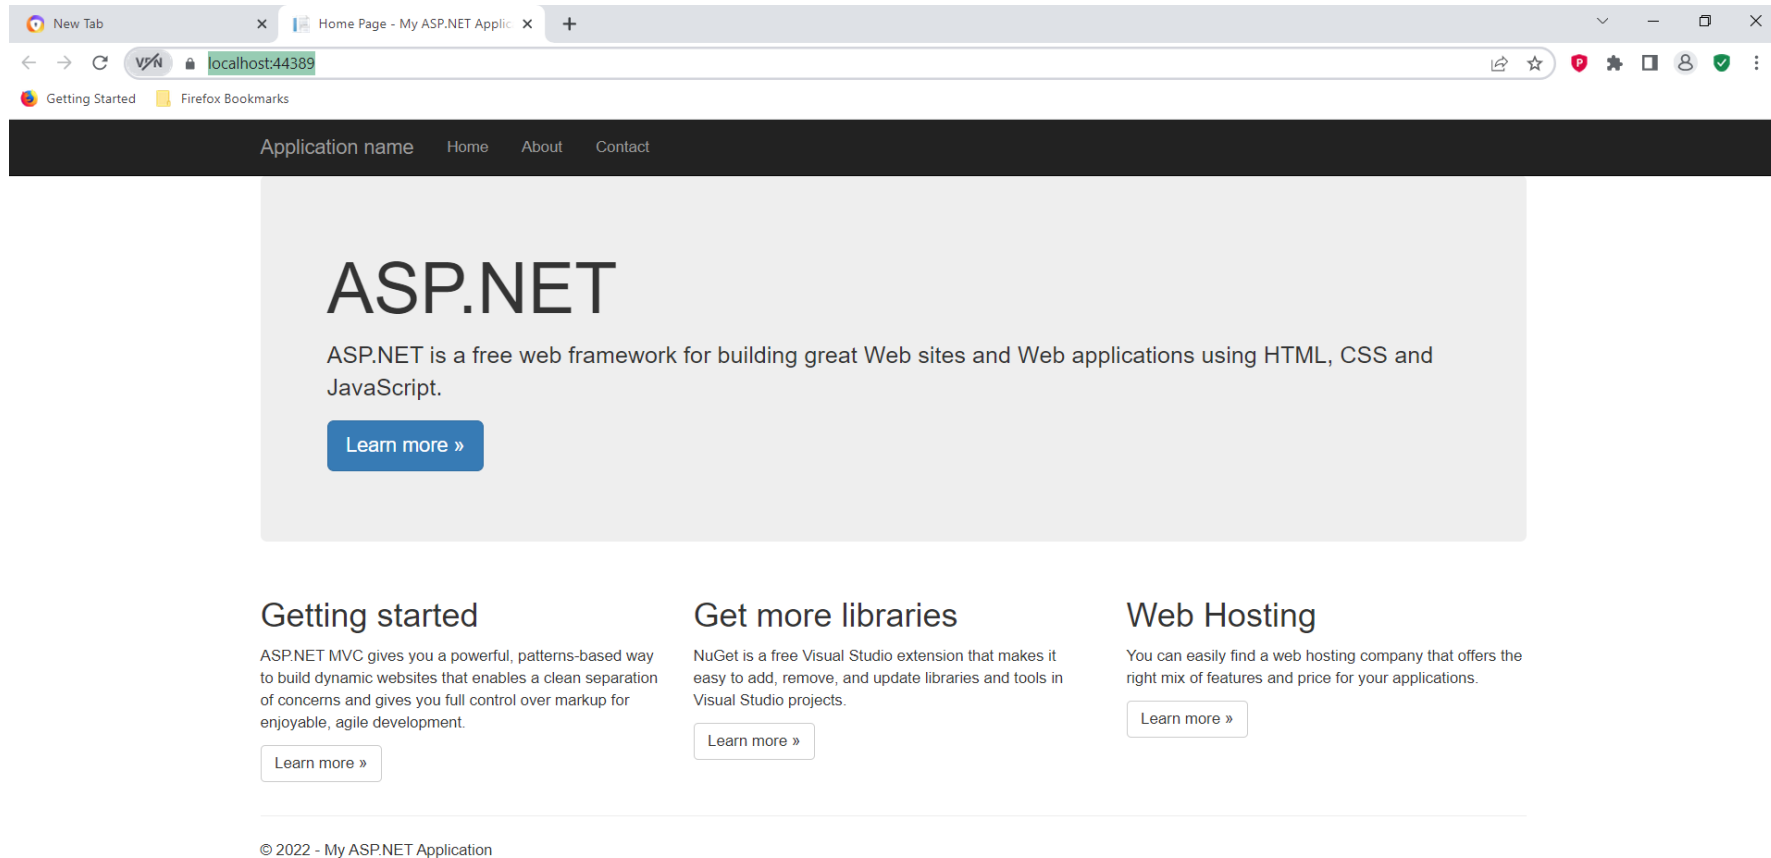 New Tab
Home Page - My ASP.NET Applic
VPN
localhost:44389
Getting Started
Firefox Bookmarks
Application name
Home
About
Contact
ASP.NET
ASP.NET is a free web framework for building great Web sites and Web applications using HTML, CSS and
JavaScript.
Learn more »
Getting started
ASP.NET MVC gives you a powerful, patterns-based way
to build dynamic websites that enables a clean separation
of concerns and gives you full control over markup for
enjoyable, agile development.
Learn more »
Get more libraries
NuGet is a free Visual Studio extension that makes it
easy to add, remove, and update libraries and tools in
Visual Studio projects.
Learn more »
Web Hosting
You can easily find a web hosting company that offers the
right mix of features and price for your applications.
Learn more »
© 2022 - My ASP.NET Application